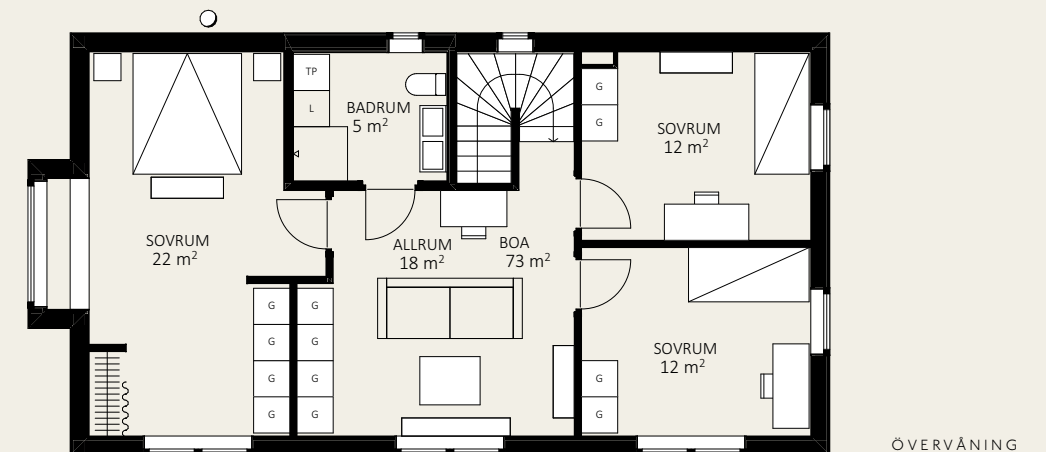 TP
L
BADRUM
5 m²
G
G
SOVRUM
12 m²
SOVRUM
22 m²
ALLRUM
18 m²
BOA
73 m²
G
G
G
G
G
G
G
G
SOVRUM
12 m²
G
G
ÖVERVÅNING